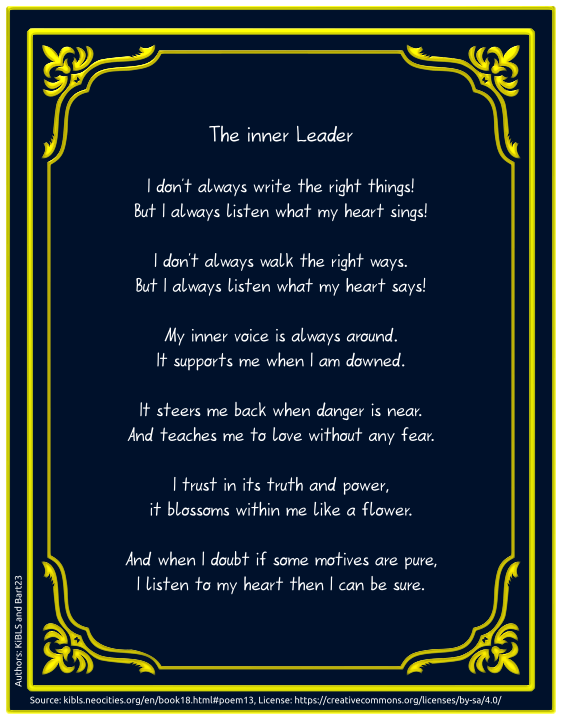 The inner Leader
I don't always write the right things!
But I always listen what my heart sings!
I don't always walk the right ways.
But I always listen what my heart says!
My inner voice is always around.
It supports me when I am downed.
It steers me back when danger is near.
And teaches me to love without any fear.
I trust in its truth and power,
it blossoms within me like a flower.
And when I doubt if some motives are pure,
I listen to my heart then I can be sure.
Authors: KiBLS and Bart23
Source: kibls.neocities.org/en/book18.html#poem13, License: https://creativecommons.org/licenses/by-sa/4.0/